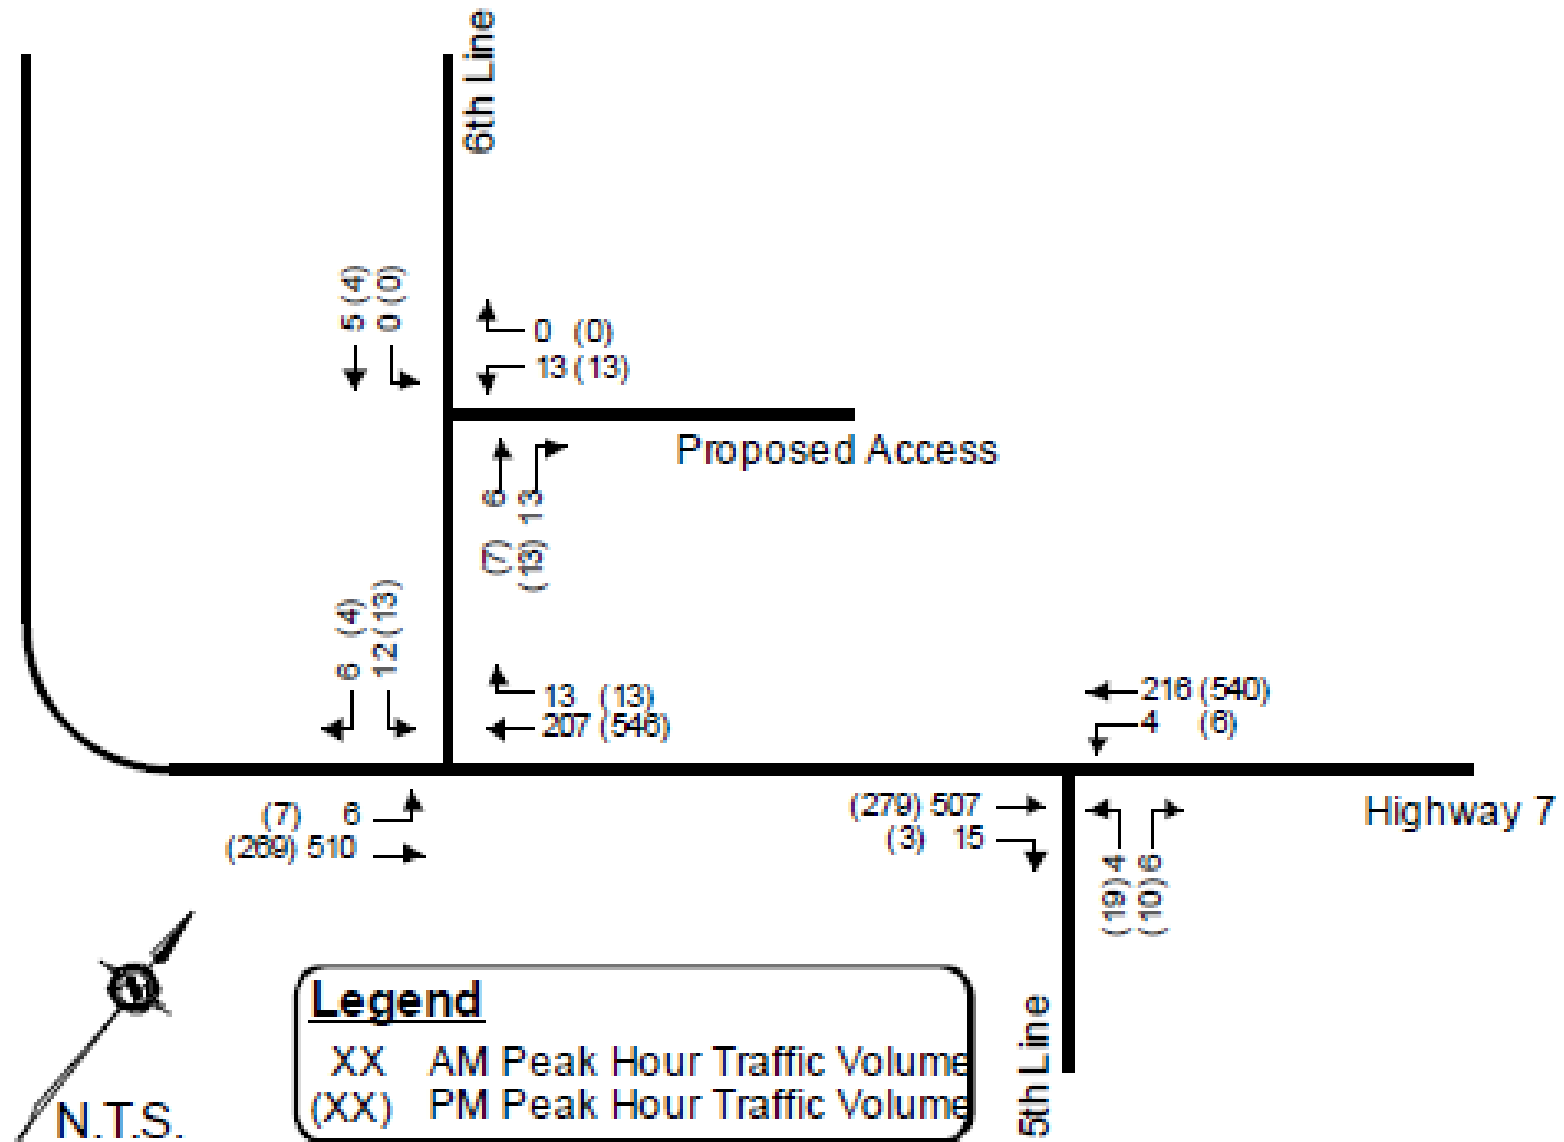 6th Line
5 (4)
0 (0)
0 (0)
13 (13)
Proposed Access
(7) 6
(13) 13
6 (4)
12 (13)
13 (13)
207 (546)
216 (540)
4 (6)
(7) 6
(269) 510
(279) 507
(3) 15
Highway 7
(19) 4
(10) 6
5th Line
Legend
XX AM Peak Hour Traffic Volume
(XX) PM Peak Hour Traffic Volume
N.T.S.